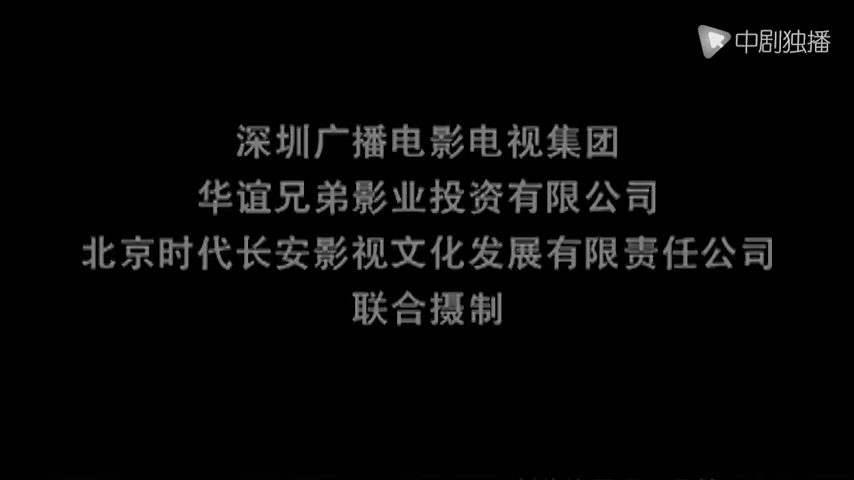 中剧独播
深圳广播电影电视集团
华谊兄弟影业投资有限公司
北京时代长安影视文化发展有限责任公司
联合摄制